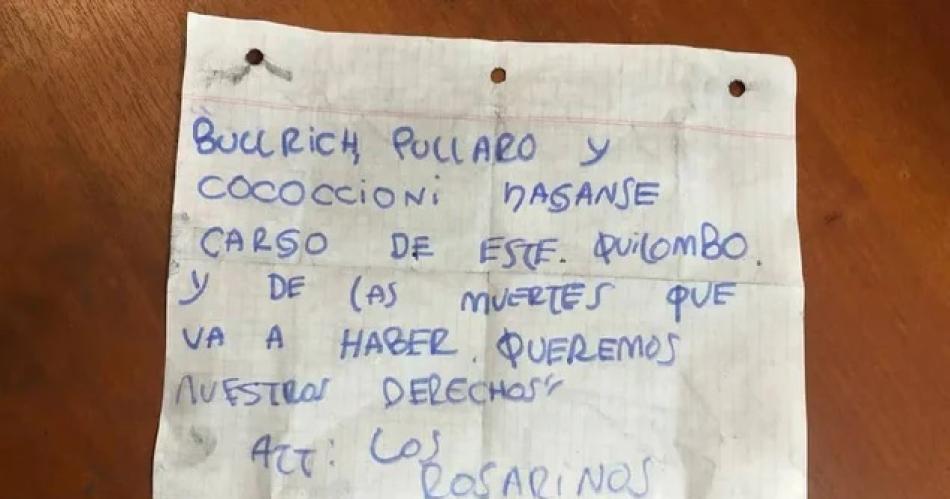 "BULLRICH, PULLARO Y
COCOCCIONI HAGANSE
CARGO DE ESTE. QUILOMBO.
Y DE LAS MUERTES QUE
VA A HABER. QUEREMOS
NUESTROS DERECHOS"
ATT: LOS
ROSARINOS